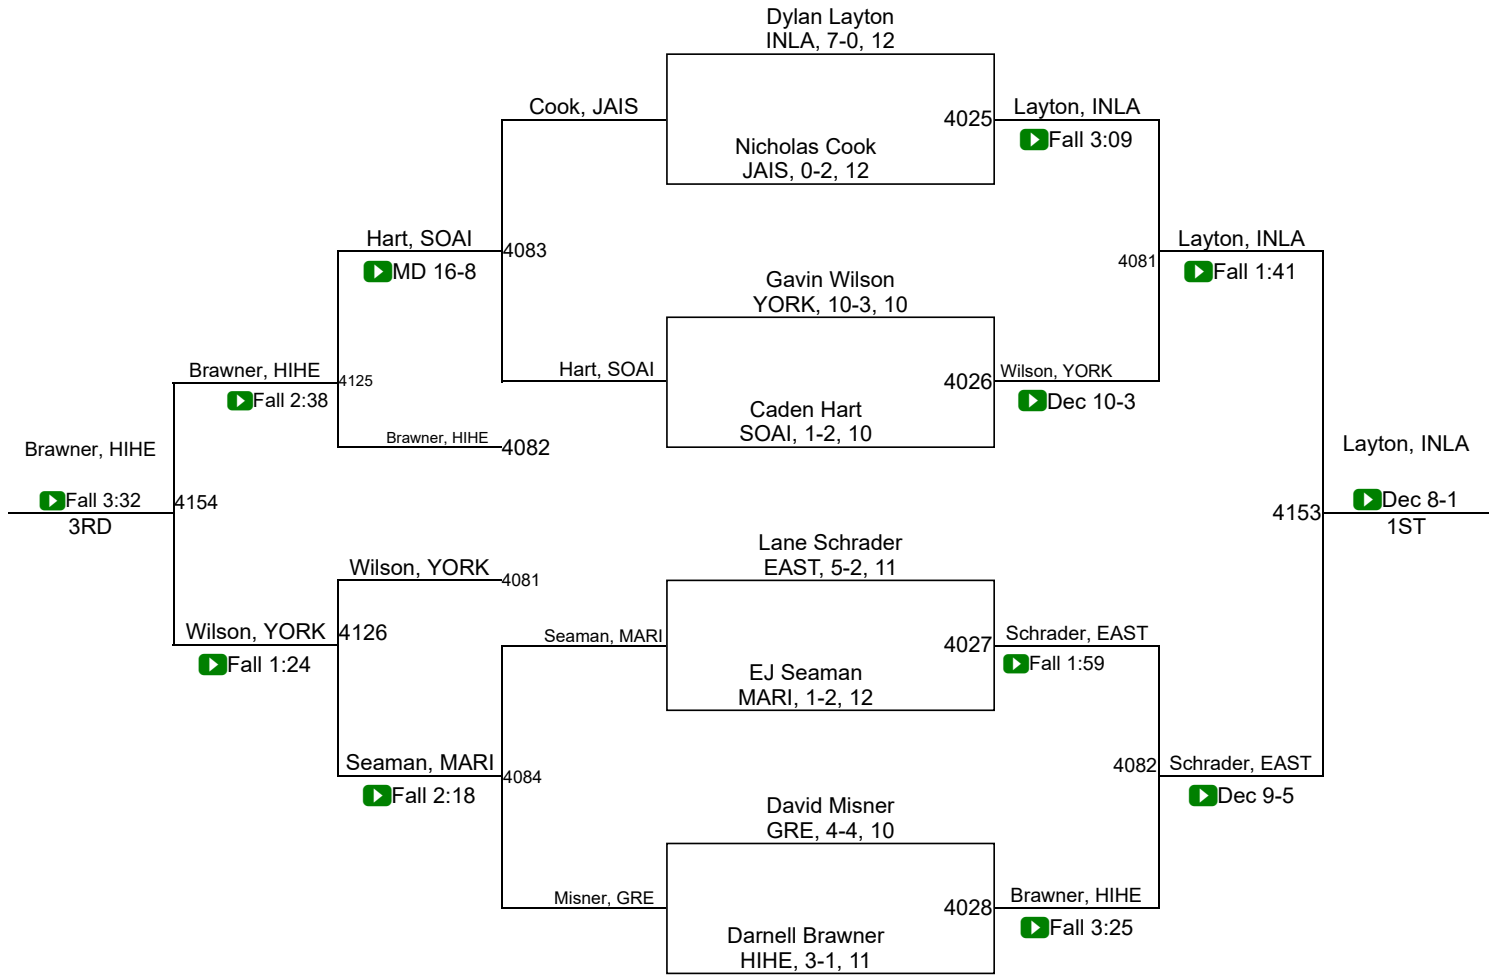 Dylan Layton
INLA, 7-0, 12
Cook, JAIS
4025
Layton, INLA
Fall 3:09
Nicholas Cook
JAIS, 0-2, 12
Hart, SOAI
4083
MD 16-8
Layton, INLA
4081
Fall 1:41
Gavin Wilson
YORK, 10-3, 10
Brawner, HIHE
4125
Fall 2:38
Hart, SOAI
4026
Wilson, YORK
Dec 10-3
Caden Hart
SOAI, 1-2, 10
Brawner, HIHE
4082
Brawner, HIHE
Fall 3:32
4154
3RD
Layton, INLA
4153
Dec 8-1
1ST
Lane Schrader
EAST, 5-2, 11
Wilson, YORK
4081
Wilson, YORK
4126
Fall 1:24
Seaman, MARI
4027
Schrader, EAST
Fall 1:59
EJ Seaman
MARI, 1-2, 12
Seaman, MARI
4084
Fall 2:18
4082
Schrader, EAST
Dec 9-5
David Misner
GRE, 4-4, 10
Misner, GRE
4028
Brawner, HIHE
Fall 3:25
Darnell Brawner
HIHE, 3-1, 11